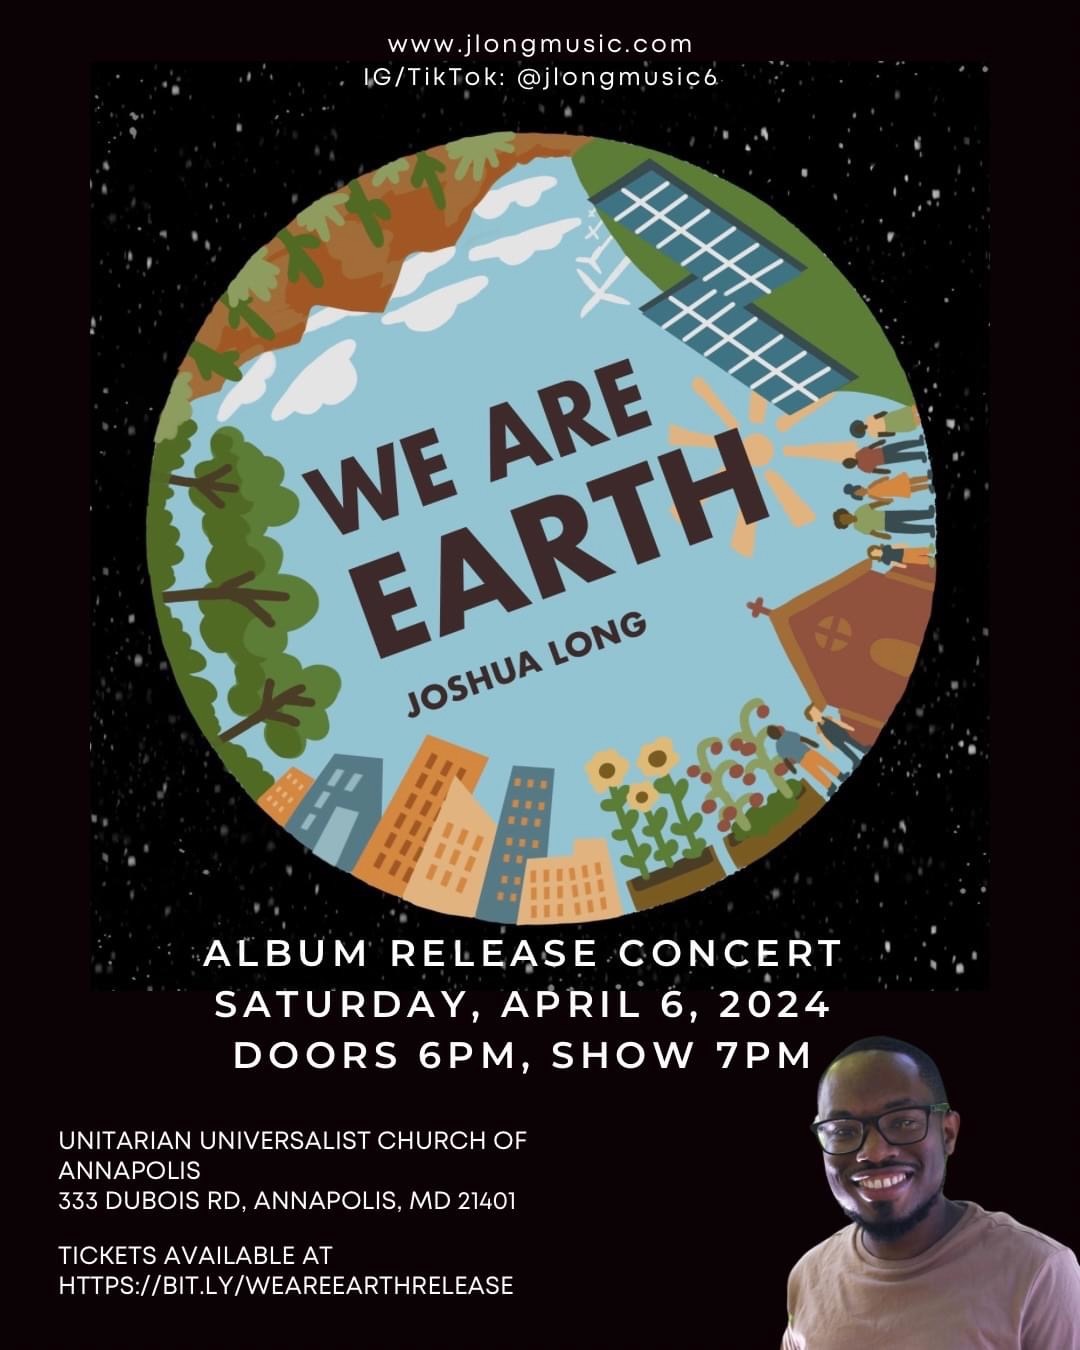 www.jlongmusic.com
IG/TikTok: @jlongmusic6
WE ARE
EARTH
JOSHUA LONG
ALBUM RELEASE CONCERT
SATURDAY, APRIL 6, 2024
DOORS 6PM, SHOW 7PM
UNITARIAN UNIVERSALIST CHURCH OF
ANNAPOLIS
333 DUBOIS RD, ANNAPOLIS, MD 21401
TICKETS AVAILABLE AT
HTTPS://BIT.LY/WEAREEARTHRELEASE